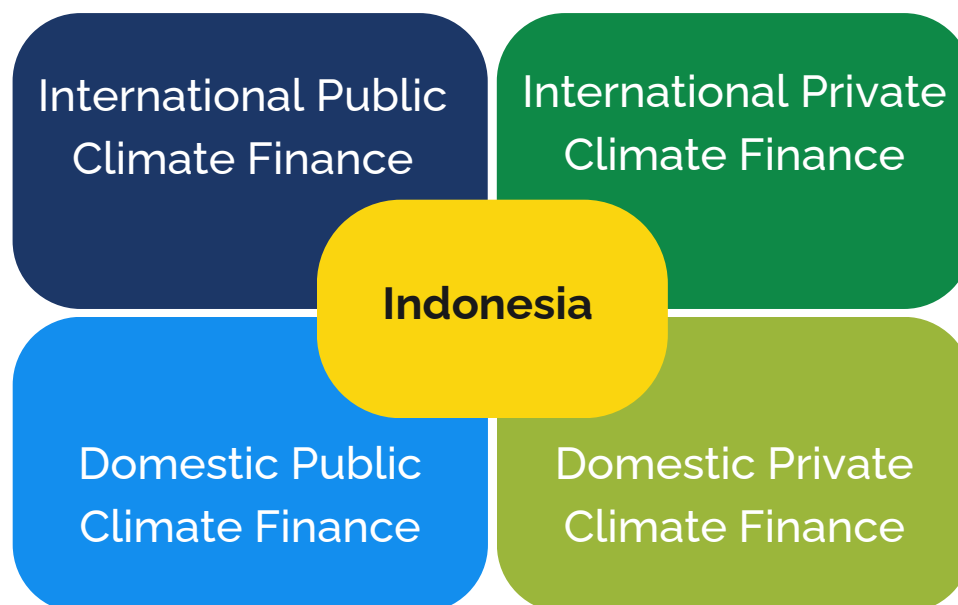 International Public
Climate Finance
International Private
Climate Finance
Indonesia
Domestic Public
Climate Finance
Domestic Private
Climate Finance